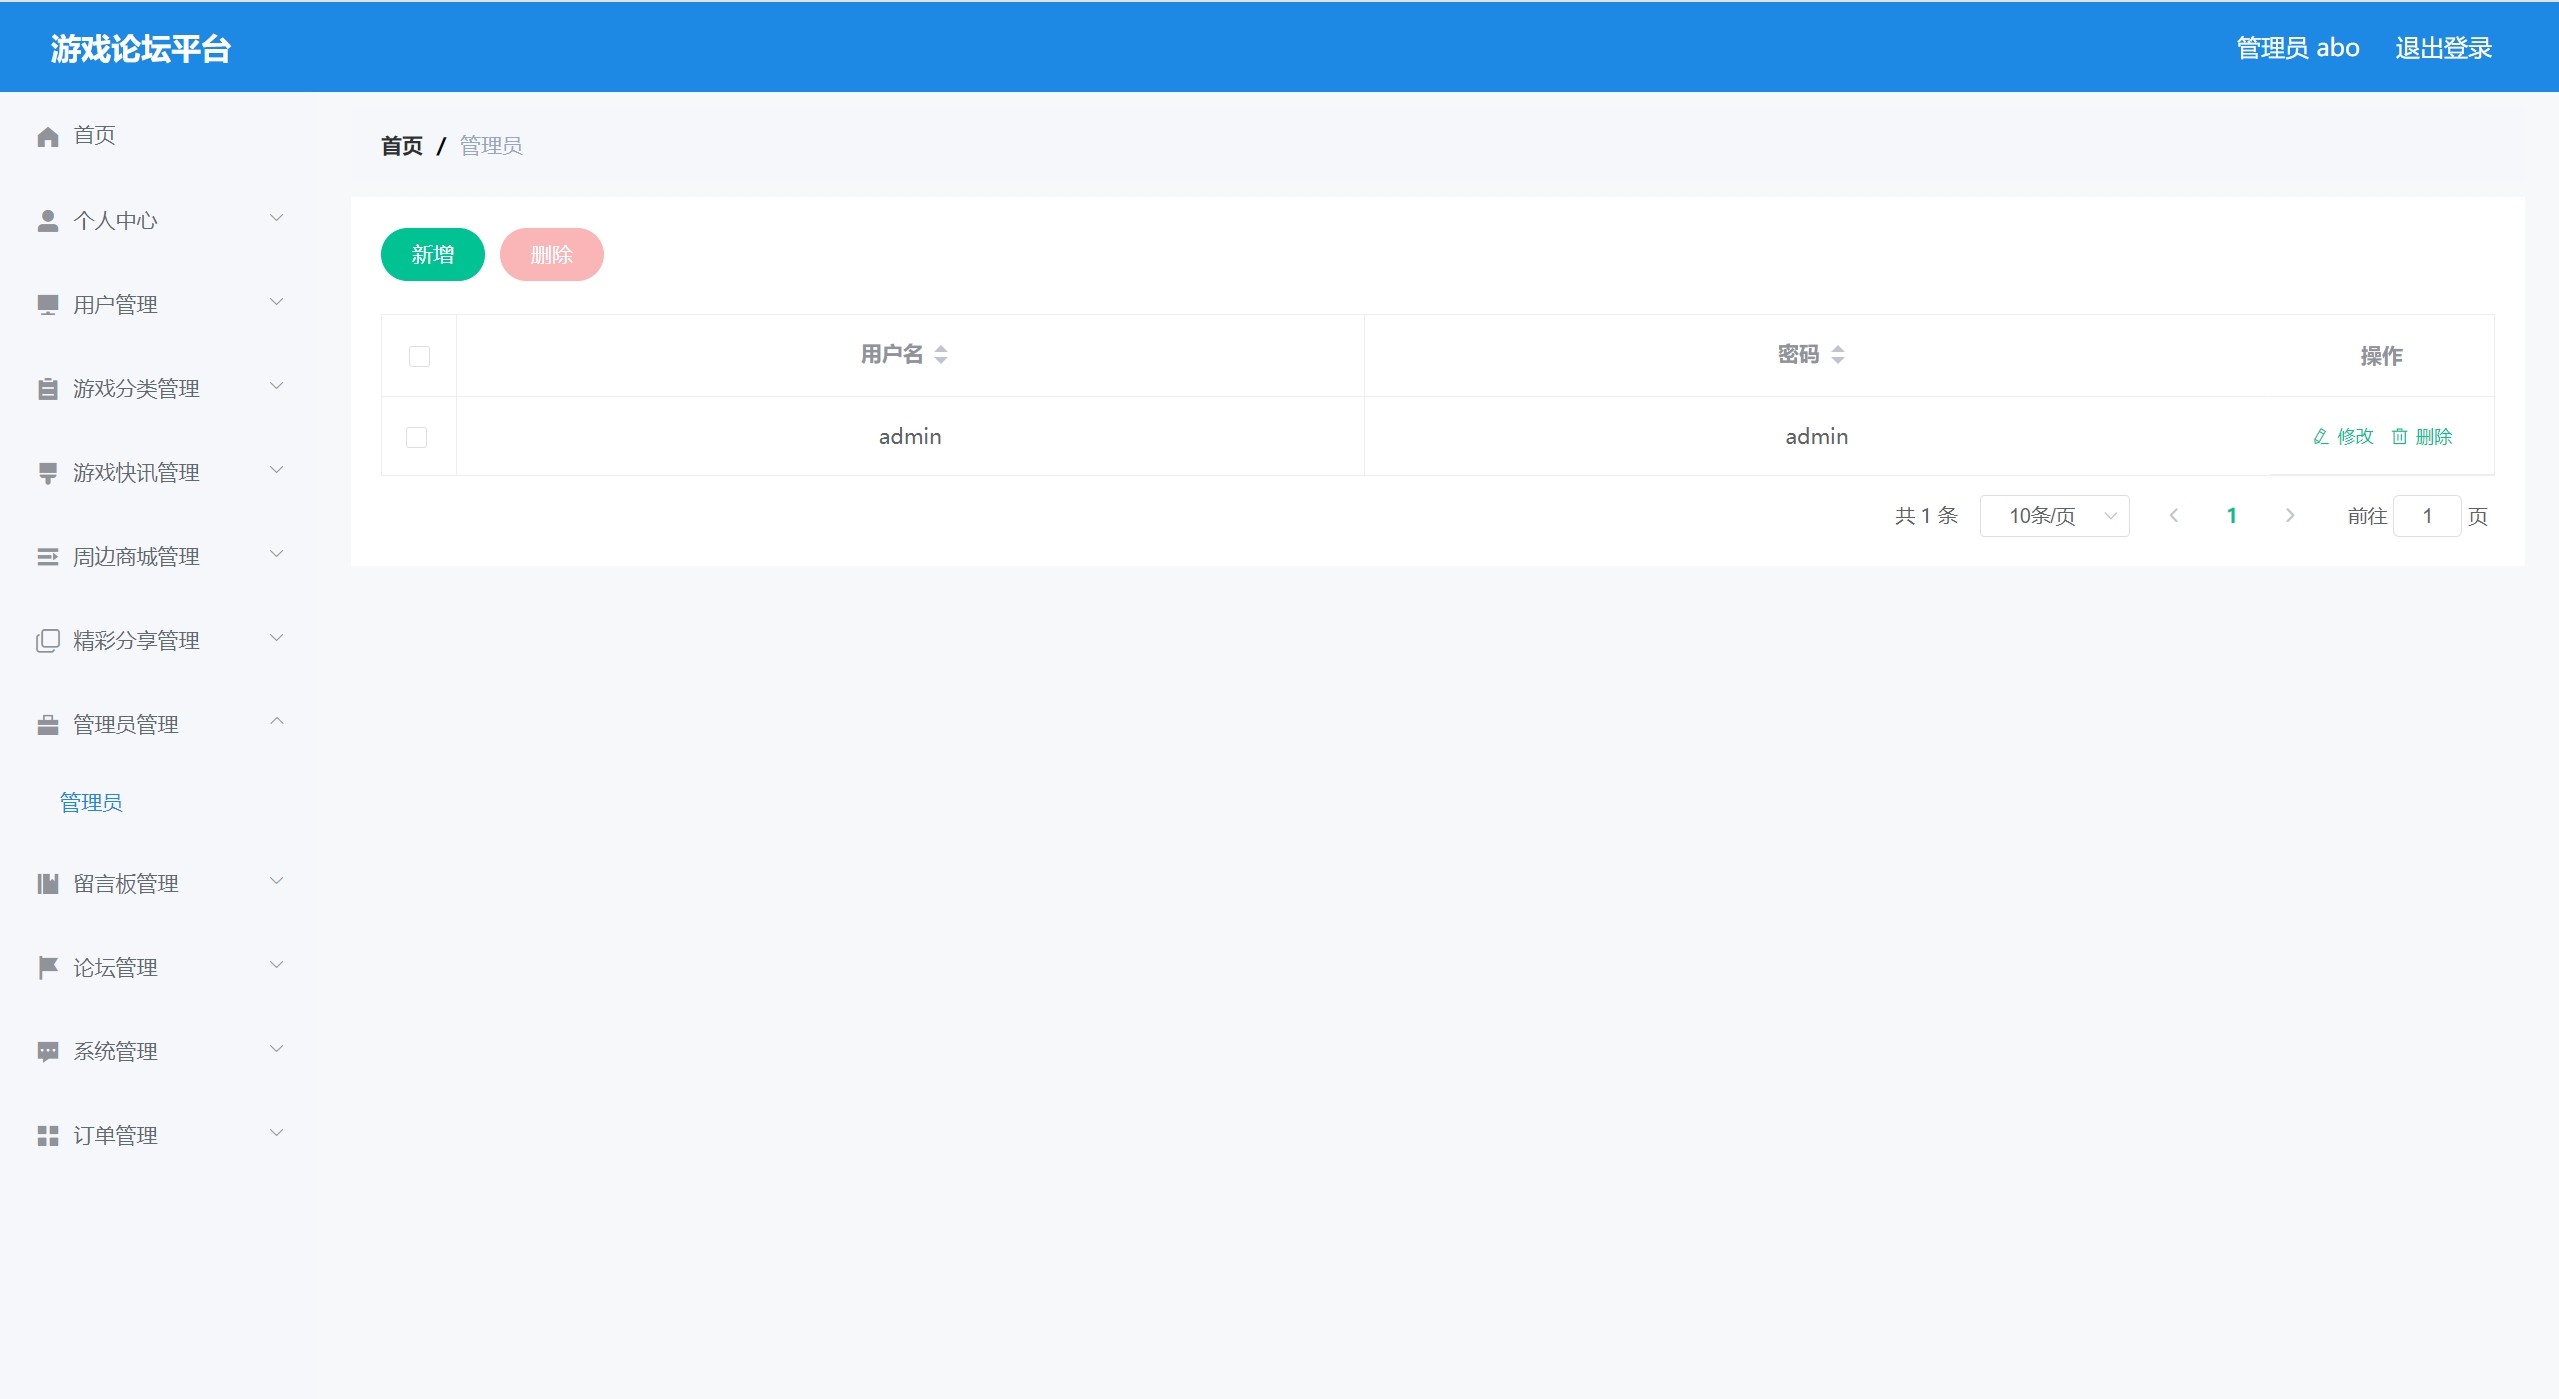 游戏论坛平台
管理员 abo 退出登录
首页
个人中心
用户管理
游戏分类管理
游戏快讯管理
周边商城管理
精彩分享管理
管理员管理
管理员
留言板管理
论坛管理
系统管理
订单管理
首页 / 管理员
新增 删除
用户名 密码 操作
admin admin 修改 删除
共 1 条 10条/页 1 前往 1 页